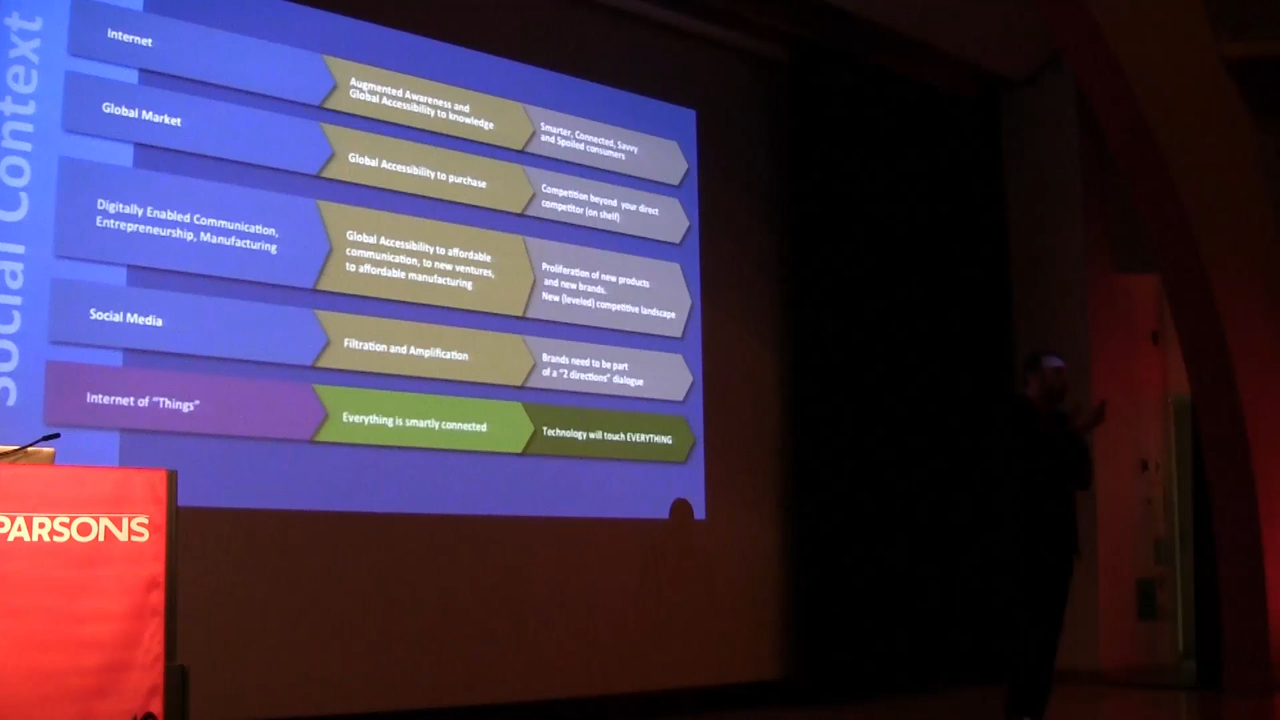 Social Context
Internet
Augmented Awareness and
Global Accessibility to knowledge
Smarter, Connected, Savvy
and Spoiled consumers
Global Market
Global Accessibility to purchase
Competition beyond your direct
competitor (on shelf)
Digitally Enabled Communication,
Entrepreneurship, Manufacturing
Global Accessibility to affordable
communication, to new ventures,
to affordable manufacturing
Proliferation of new products
and new brands.
New (leveled) competitive landscape
Social Media
Filtration and Amplification
Brands need to be part
of a "2 directions" dialogue
Internet of "Things"
Everything is smartly connected
Technology will touch EVERYTHING
PARSONS